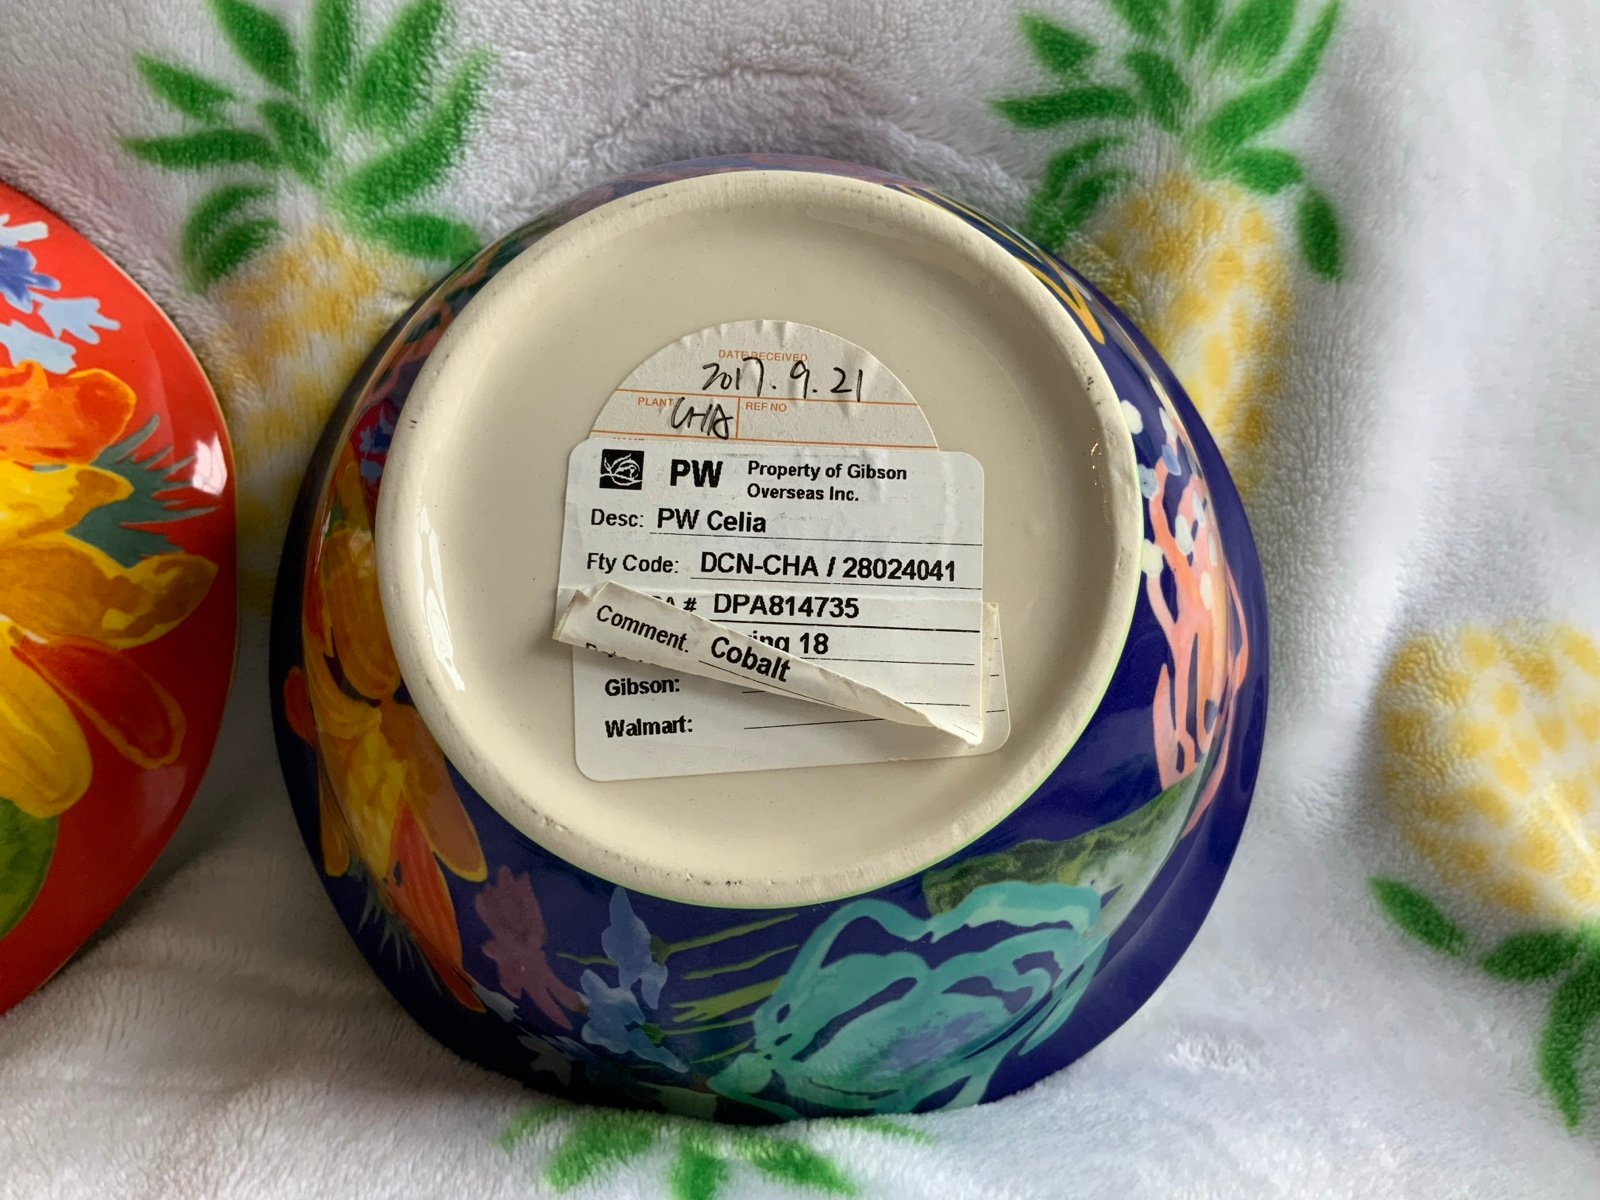 DATE RECEIVED
2017.9.21
PLANT CHA REF NO
PW Property of Gibson
Overseas Inc.
Desc: PW Celia
Fty Code: DCN-CHA / 28024041
# DPA814735
18
Comment. Cobalt
Gibson:
Walmart: